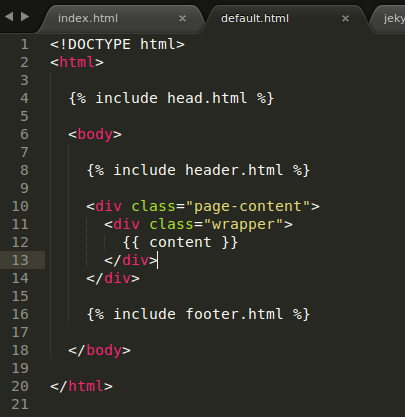 index.html × default.html × jeky
1 <!DOCTYPE html>
2 <html>
3
4 {% include head.html %}
5
6 <body>
7
8 {% include header.html %}
9
10 <div class="page-content">
11 <div class="wrapper">
12 {{ content }}
13 </div>
14 </div>
15
16 {% include footer.html %}
17
18 </body>
19
20 </html>
21